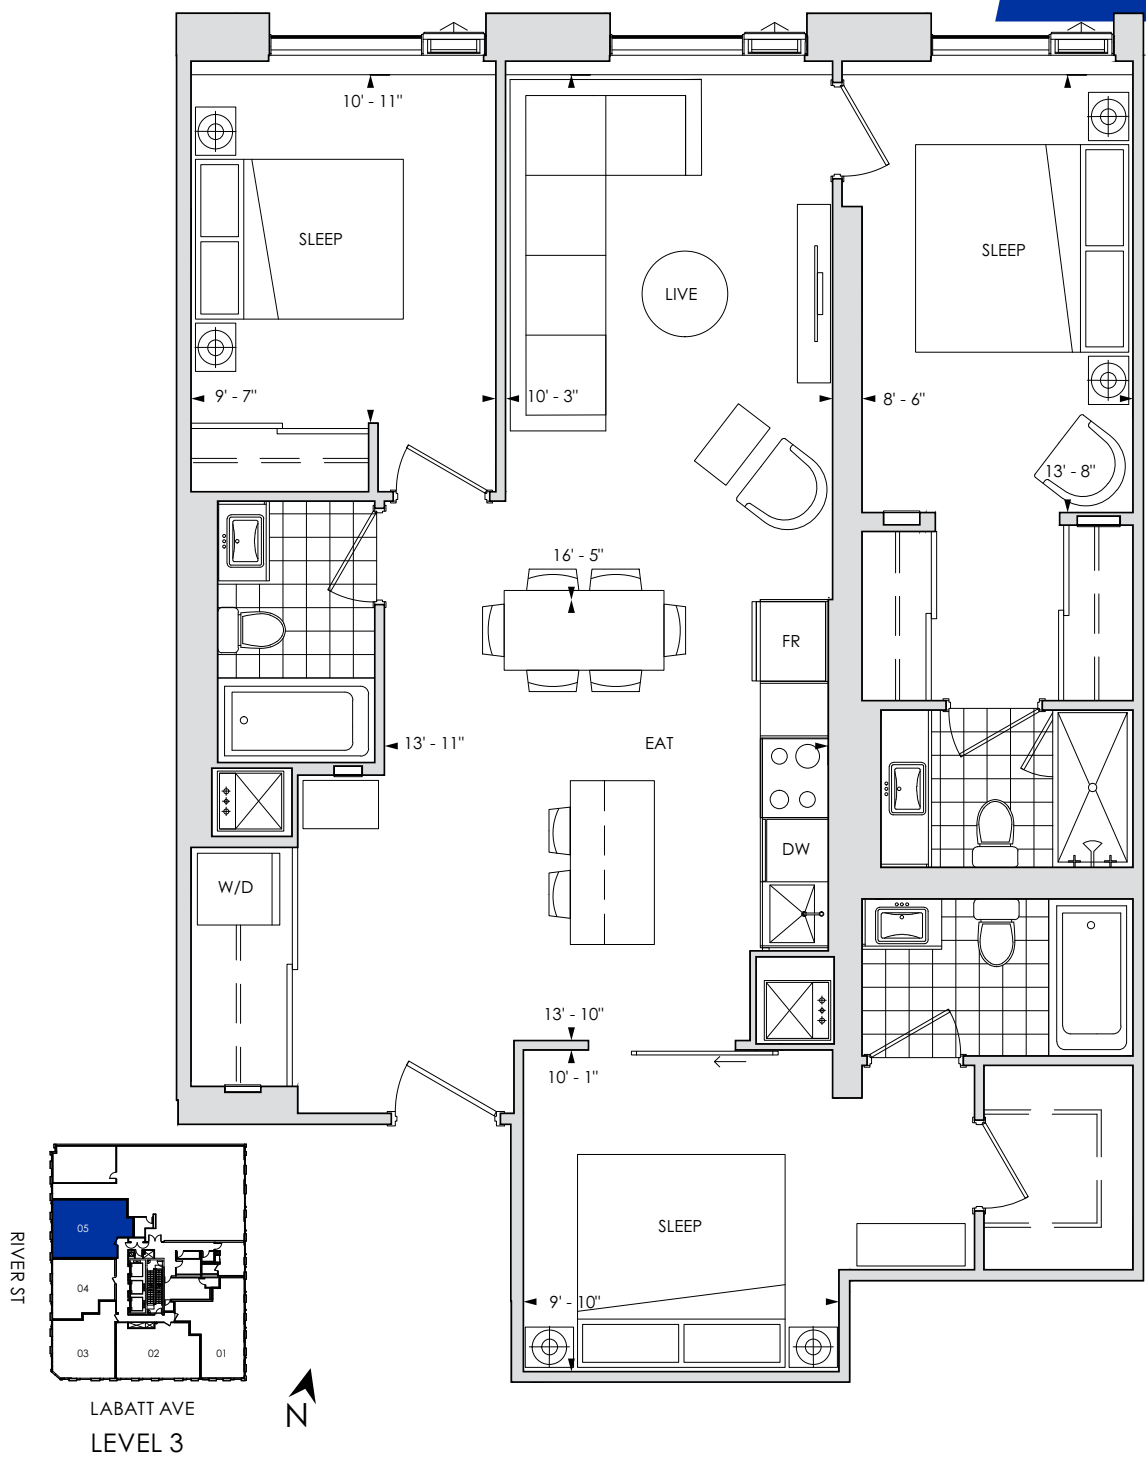 10' - 11"
SLEEP
SLEEP
LIVE
9' - 7"
10' - 3"
8' - 6"
13' - 8"
16' - 5"
FR
13' - 11"
EAT
DW
W/D
13' - 10"
10' - 1"
SLEEP
9' - 10"
05
04
03
02
01
RIVER ST
LABATT AVE
N
LEVEL 3